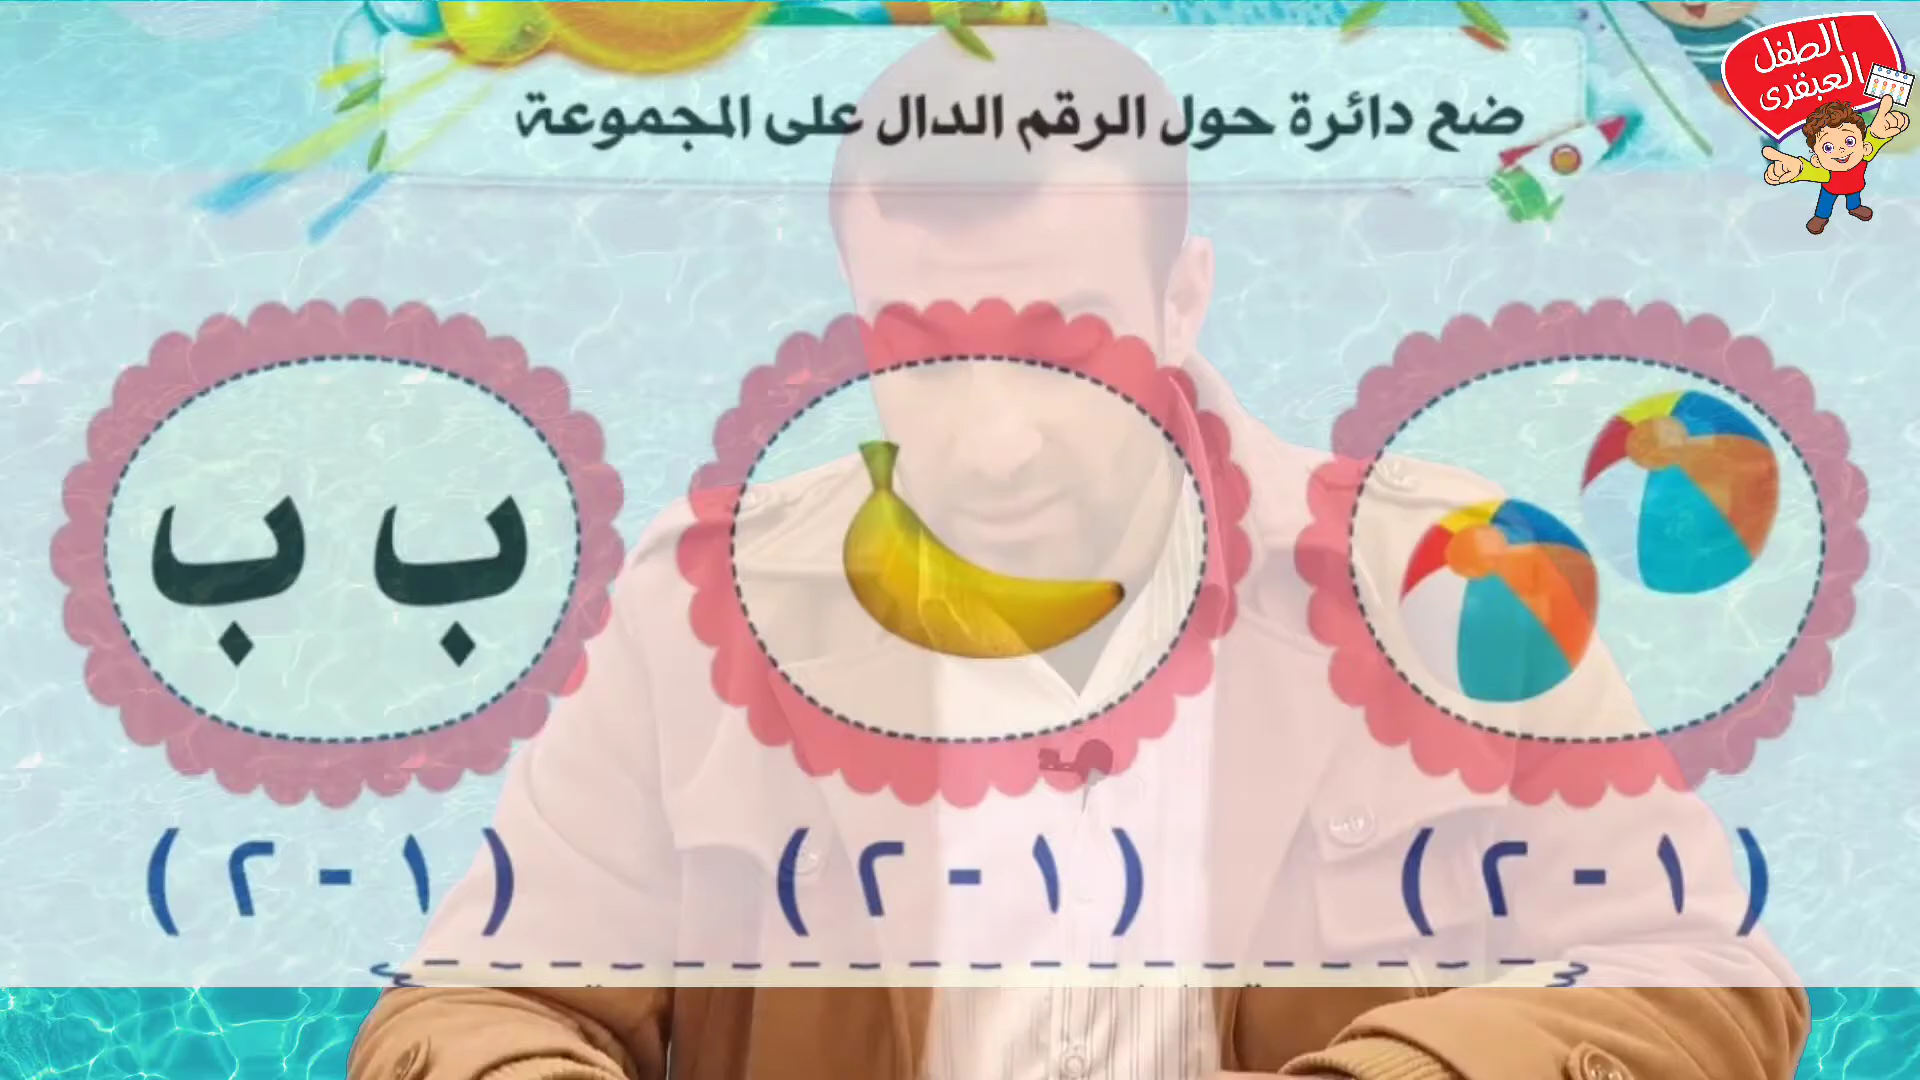 الطفل
العبقرى
ضع دائرة حول الرقم الدال على المجموعة
ب ب
( ١ - ٢ )
( ١ - ٢ )
( ١ - ٢ )